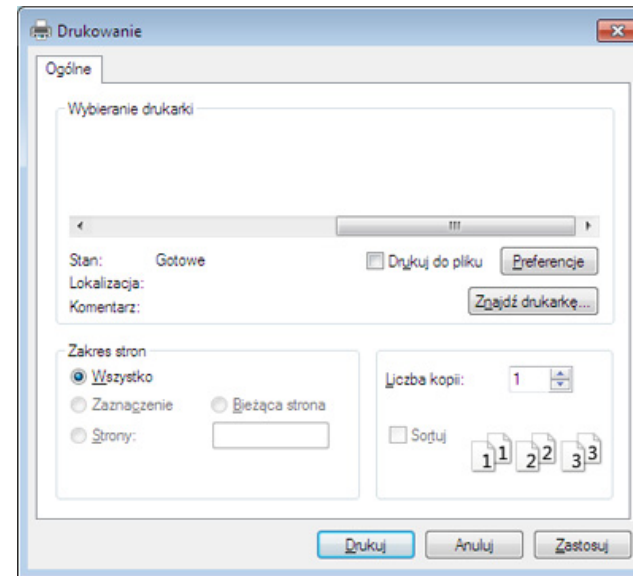 Drukowanie
Ogólne
Wybieranie drukarki
Stan: Gotowe
Lokalizacja:
Komentarz:
Drukuj do pliku
Preferencje
Znajdź drukarkę...
Zakres stron
Wszystko
Zaznaczenie
Bieżąca strona
Strony:
Liczba kopii: 1
Sortuj
1 1 2 2 3 3
Drukuj
Anuluj
Zastosuj